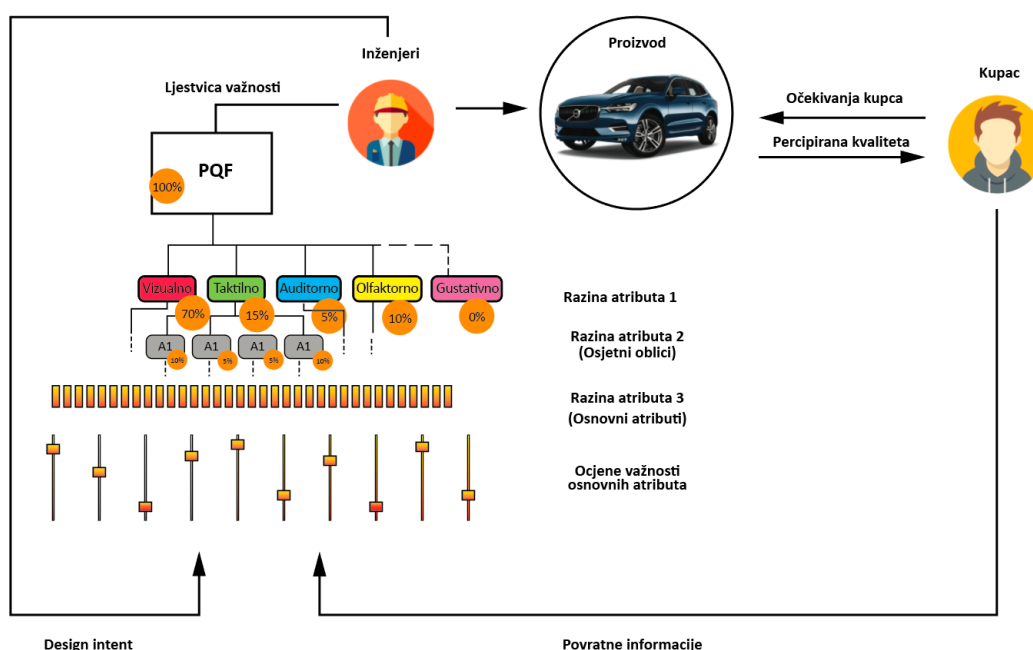 Inženjeri
Proizvod
Kupac
Ljestvica važnosti
Očekivanja kupca
Percipirana kvaliteta
PQF
100%
Vizualno
Taktilno
Auditorno
Olfaktorno
Gustativno
70%
15%
5%
10%
0%
Razina atributa 1
A1
A1
A1
A1
10%
5%
5%
10%
Razina atributa 2
(Osjetni oblici)
Razina atributa 3
(Osnovni atributi)
Ocjene važnosti
osnovnih atributa
Design intent
Povratne informacije